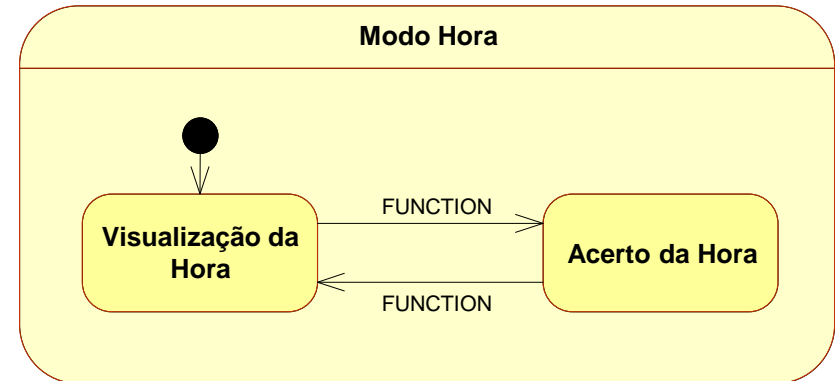 Modo Hora
FUNCTION
Visualização da
Hora
Acerto da Hora
FUNCTION